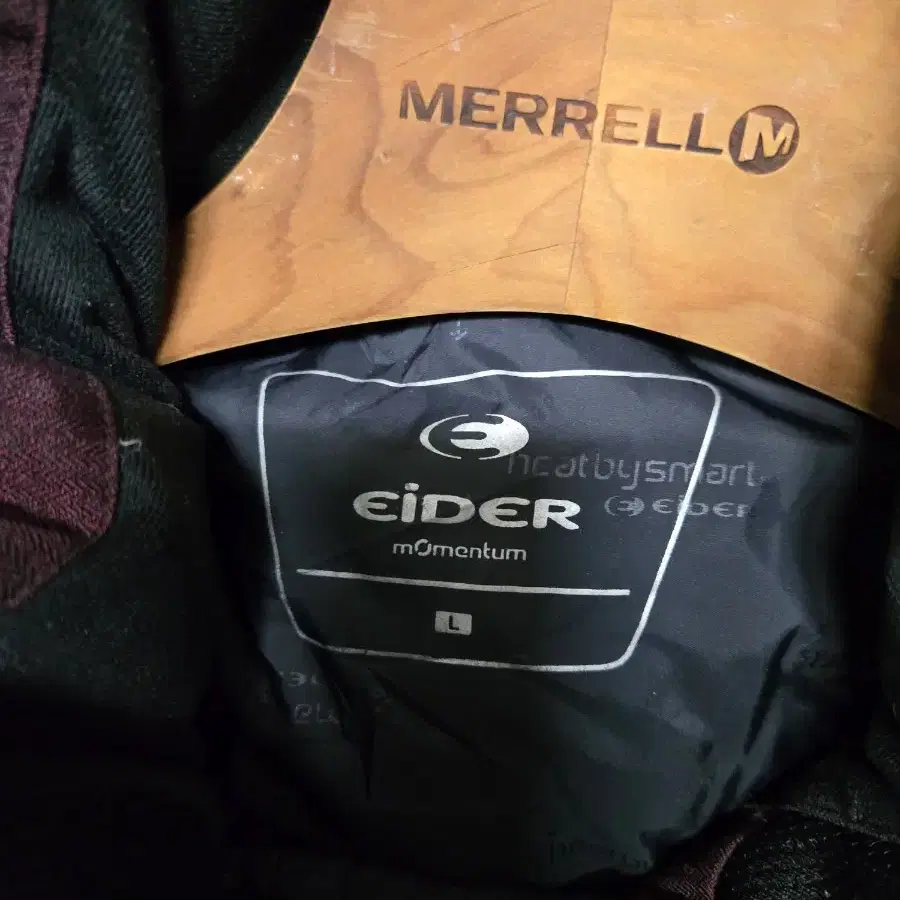 MERRELL M
EiDER
mOmentum
L
heatbysmart
EiDER